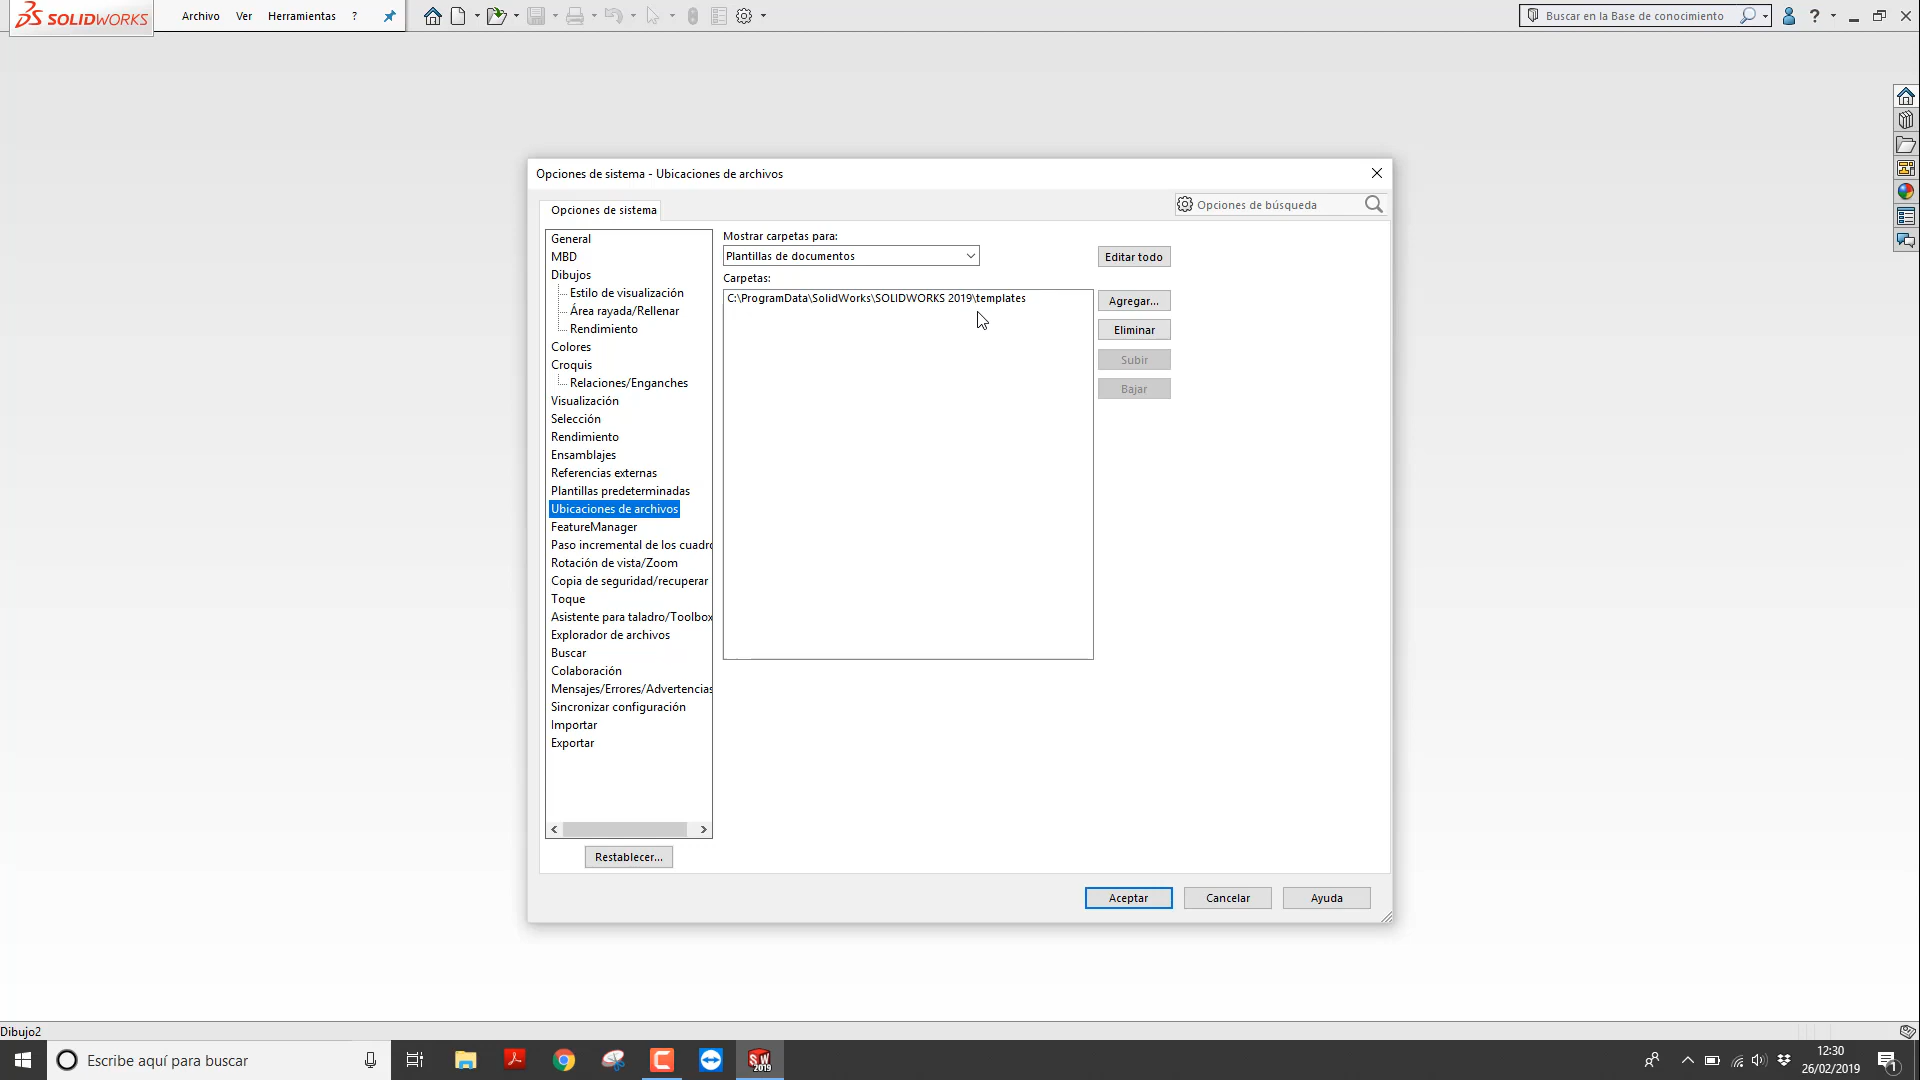 SOLIDWORKS
Archivo Ver Herramientas ?
Buscar en la Base de conocimiento
?
Opciones de sistema - Ubicaciones de archivos
Opciones de sistema
Opciones de búsqueda
General
MBD
Dibujos
Estilo de visualización
Área rayada/Rellenar
Rendimiento
Colores
Croquis
Relaciones/Enganches
Visualización
Selección
Rendimiento
Ensamblajes
Referencias externas
Plantillas predeterminadas
Ubicaciones de archivos
FeatureManager
Paso incremental de los cuadro
Rotación de vista/Zoom
Copia de seguridad/recuperar
Toque
Asistente para taladro/Toolbox
Explorador de archivos
Buscar
Colaboración
Mensajes/Errores/Advertencias
Sincronizar configuración
Importar
Exportar
Restablecer...
Mostrar carpetas para:
Plantillas de documentos
Editar todo
Carpetas:
C:\ProgramData\SolidWorks\SOLIDWORKS 2019\templates
Agregar...
Eliminar
Subir
Bajar
Aceptar
Cancelar
Ayuda
Dibujo2
Escribe aquí para buscar
SW
2019
12:30
26/02/2019
1